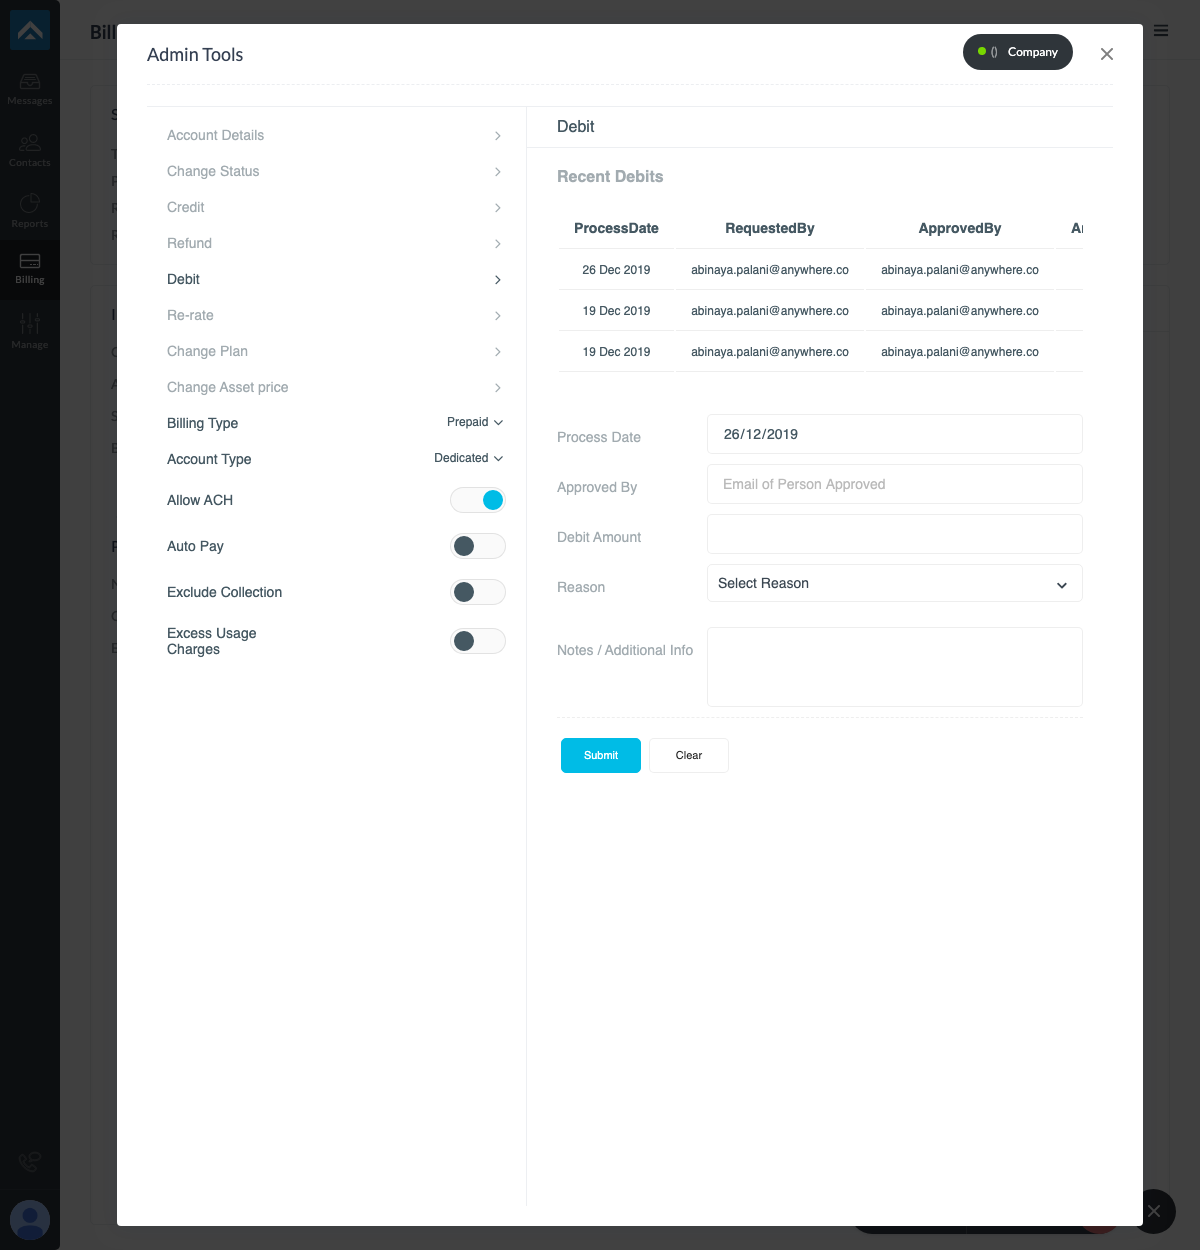 Bill
Messages
Contacts
Reports
Billing
Manage
Admin Tools
() Company
Account Details
Change Status
Credit
Refund
Debit
Re-rate
Change Plan
Change Asset price
Billing Type Prepaid
Account Type Dedicated
Allow ACH
Auto Pay
Exclude Collection
Excess Usage
Charges
Debit
Recent Debits
ProcessDate RequestedBy ApprovedBy
26 Dec 2019 abinaya.palani@anywhere.co abinaya.palani@anywhere.co
19 Dec 2019 abinaya.palani@anywhere.co abinaya.palani@anywhere.co
19 Dec 2019 abinaya.palani@anywhere.co abinaya.palani@anywhere.co
Process Date 26/12/2019
Approved By Email of Person Approved
Debit Amount
Reason Select Reason
Notes / Additional Info
Submit Clear